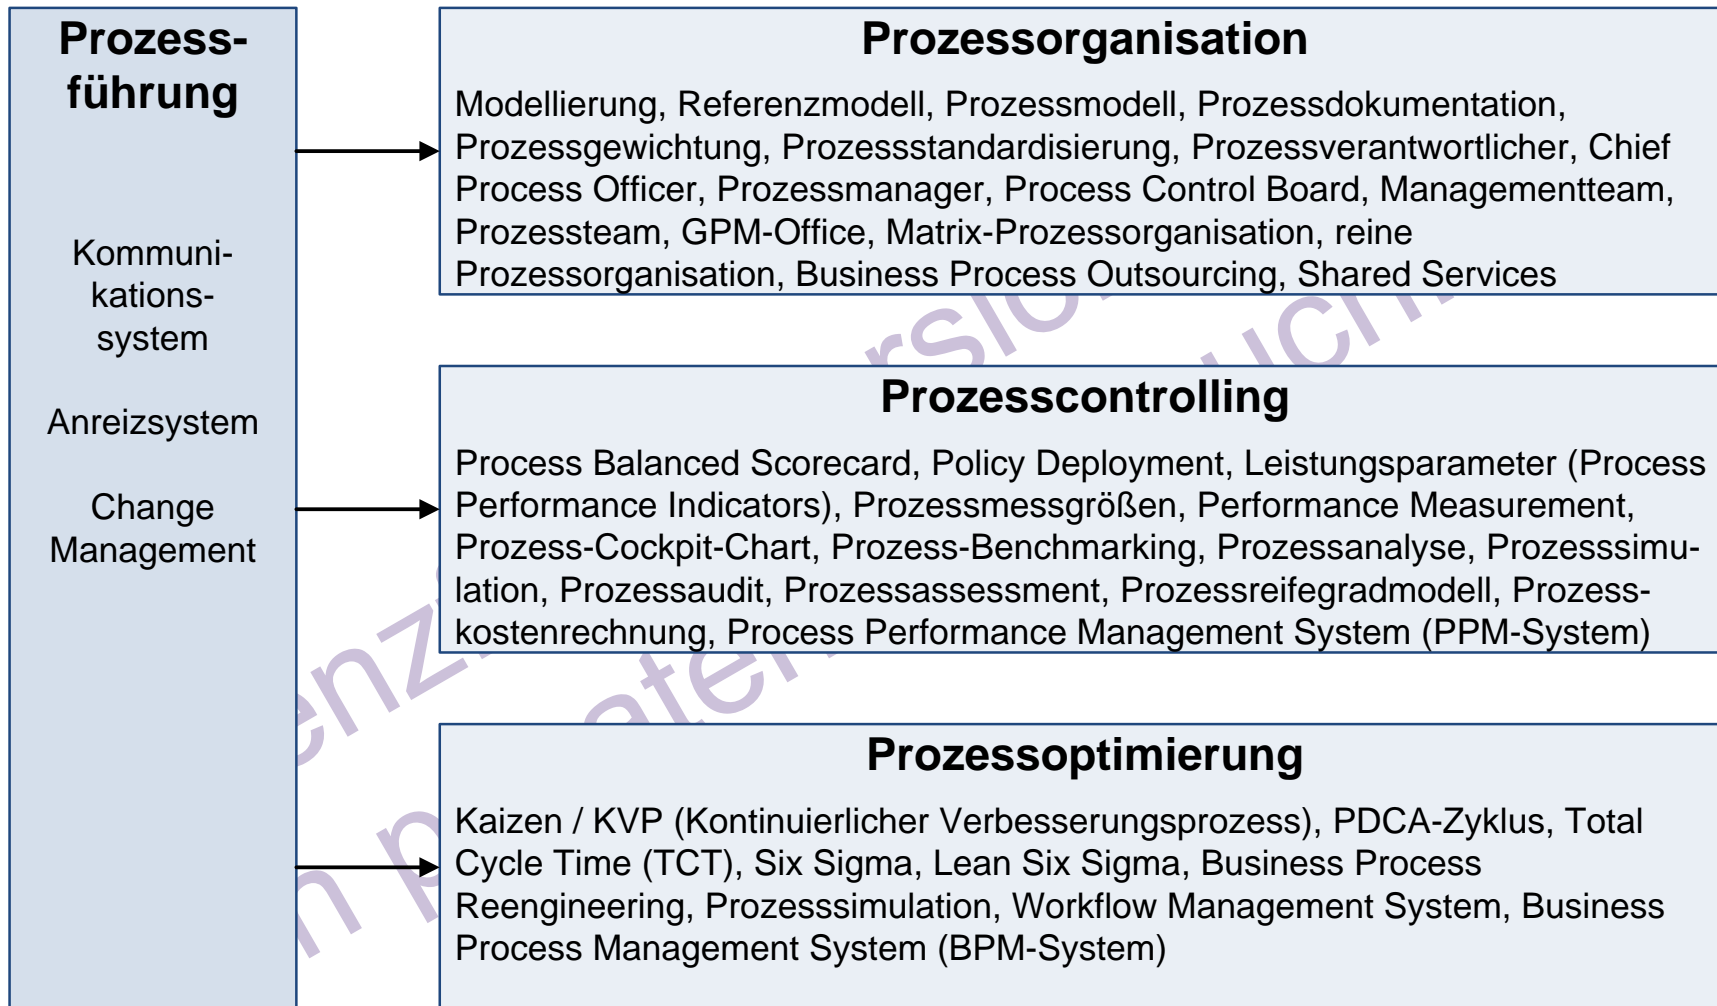 Prozess-
führung
Kommuni-
kations-
system
Anreizsystem
Change
Management
Prozessorganisation
Modellierung, Referenzmodell, Prozessmodell, Prozessdokumentation,
Prozessgewichtung, Prozessstandardisierung, Prozessverantwortlicher, Chief
Process Officer, Prozessmanager, Process Control Board, Managementteam,
Prozessteam, GPM-Office, Matrix-Prozessorganisation, reine
Prozessorganisation, Business Process Outsourcing, Shared Services
Prozesscontrolling
Process Balanced Scorecard, Policy Deployment, Leistungsparameter (Process
Performance Indicators), Prozessmessgrößen, Performance Measurement,
Prozess-Cockpit-Chart, Prozess-Benchmarking, Prozessanalyse, Prozesssimu-
lation, Prozessaudit, Prozessassessment, Prozessreifegradmodell, Prozess-
kostenrechnung, Process Performance Management System (PPM-System)
Prozessoptimierung
Kaizen / KVP (Kontinuierlicher Verbesserungsprozess), PDCA-Zyklus, Total
Cycle Time (TCT), Six Sigma, Lean Six Sigma, Business Process
Reengineering, Prozesssimulation, Workflow Management System, Business
Process Management System (BPM-System)